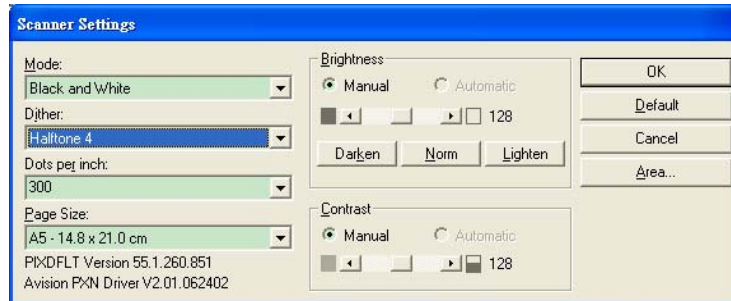 Scanner Settings
Mode:
Black and White
Dither:
Halftone 4
Dots per inch:
300
Page Size:
A5 - 14.8 x 21.0 cm
PIXDFLT Version 55.1.260.851
Avision PXN Driver V2.01.062402
Brightness
Manual Automatic
128
Darken Norm Lighten
Contrast
Manual Automatic
128
OK
Default
Cancel
Area...